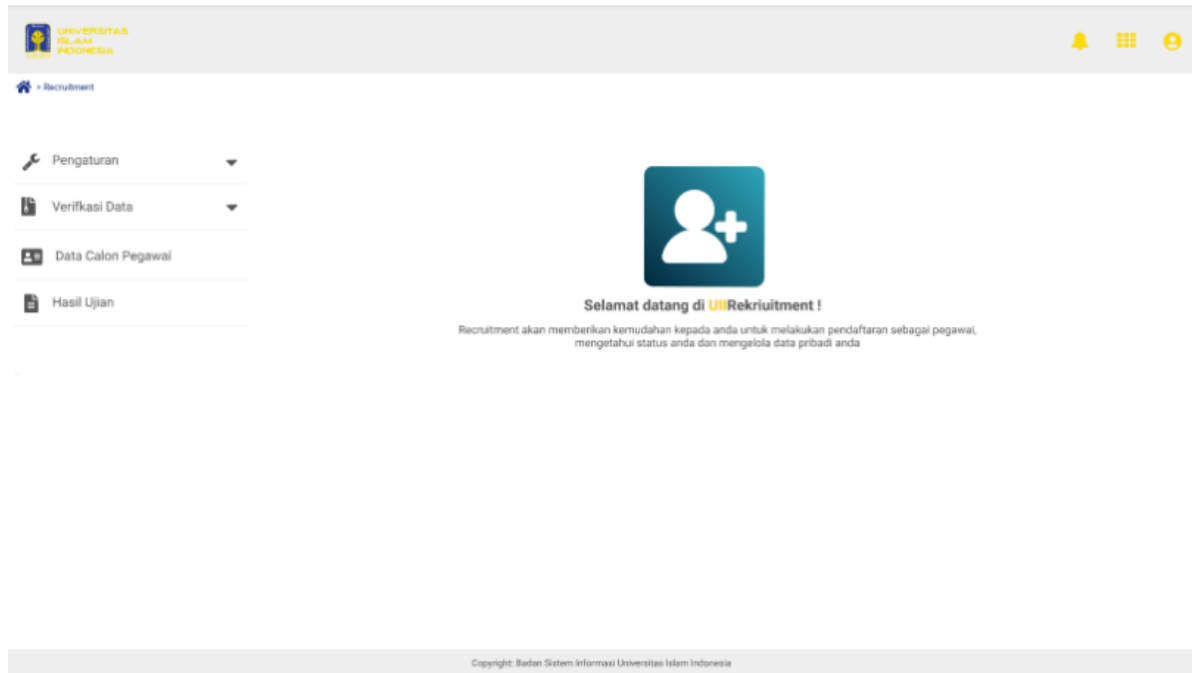 UNIVERSITAS
ISLAM
INDONESIA
> Recruitment
Pengaturan
Verifkasi Data
Data Calon Pegawai
Hasil Ujian
Selamat datang di UIIRekriuitment !
Recruitment akan memberikan kemudahan kepada anda untuk melakukan pendaftaran sebagai pegawai,
mengetahui status anda dan mengelola data pribadi anda
Copyright: Badan Sistem Informasi Universitas Islam Indonesia